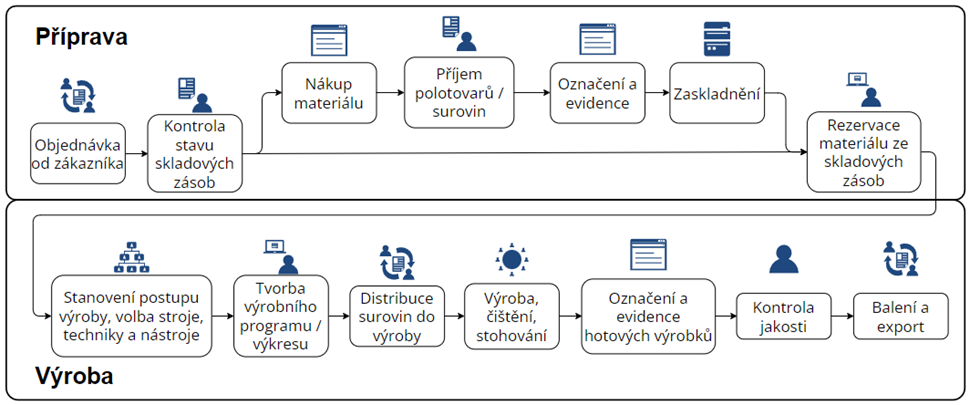 Příprava
Objednávka
od zákazníka
Kontrola
stavu
skladových
zásob
Nákup
materiálu
Příjem
polotovarů /
surovin
Označení a
evidence
Zaskladnění
Rezervace
materiálu ze
skladových
zásob
Stanovení postupu
výroby, volba stroje,
techniky a nástroje
Tvorba
výrobního
programu /
výkresu
Distribuce
surovin do
výroby
Výroba,
čištění,
stohování
Označení a
evidence
hotových výrobků
Kontrola
jakosti
Balení a
export
Výroba